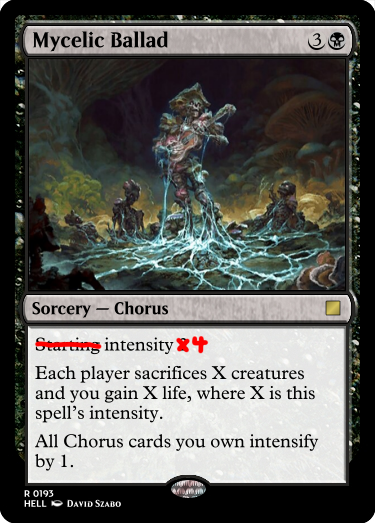 Mycelic Ballad 3
Sorcery — Chorus
Starting intensity 4
Each player sacrifices X creatures
and you gain X life, where X is this
spell's intensity.
All Chorus cards you own intensify
by 1.
R 0193
HELL DAVID SZABO